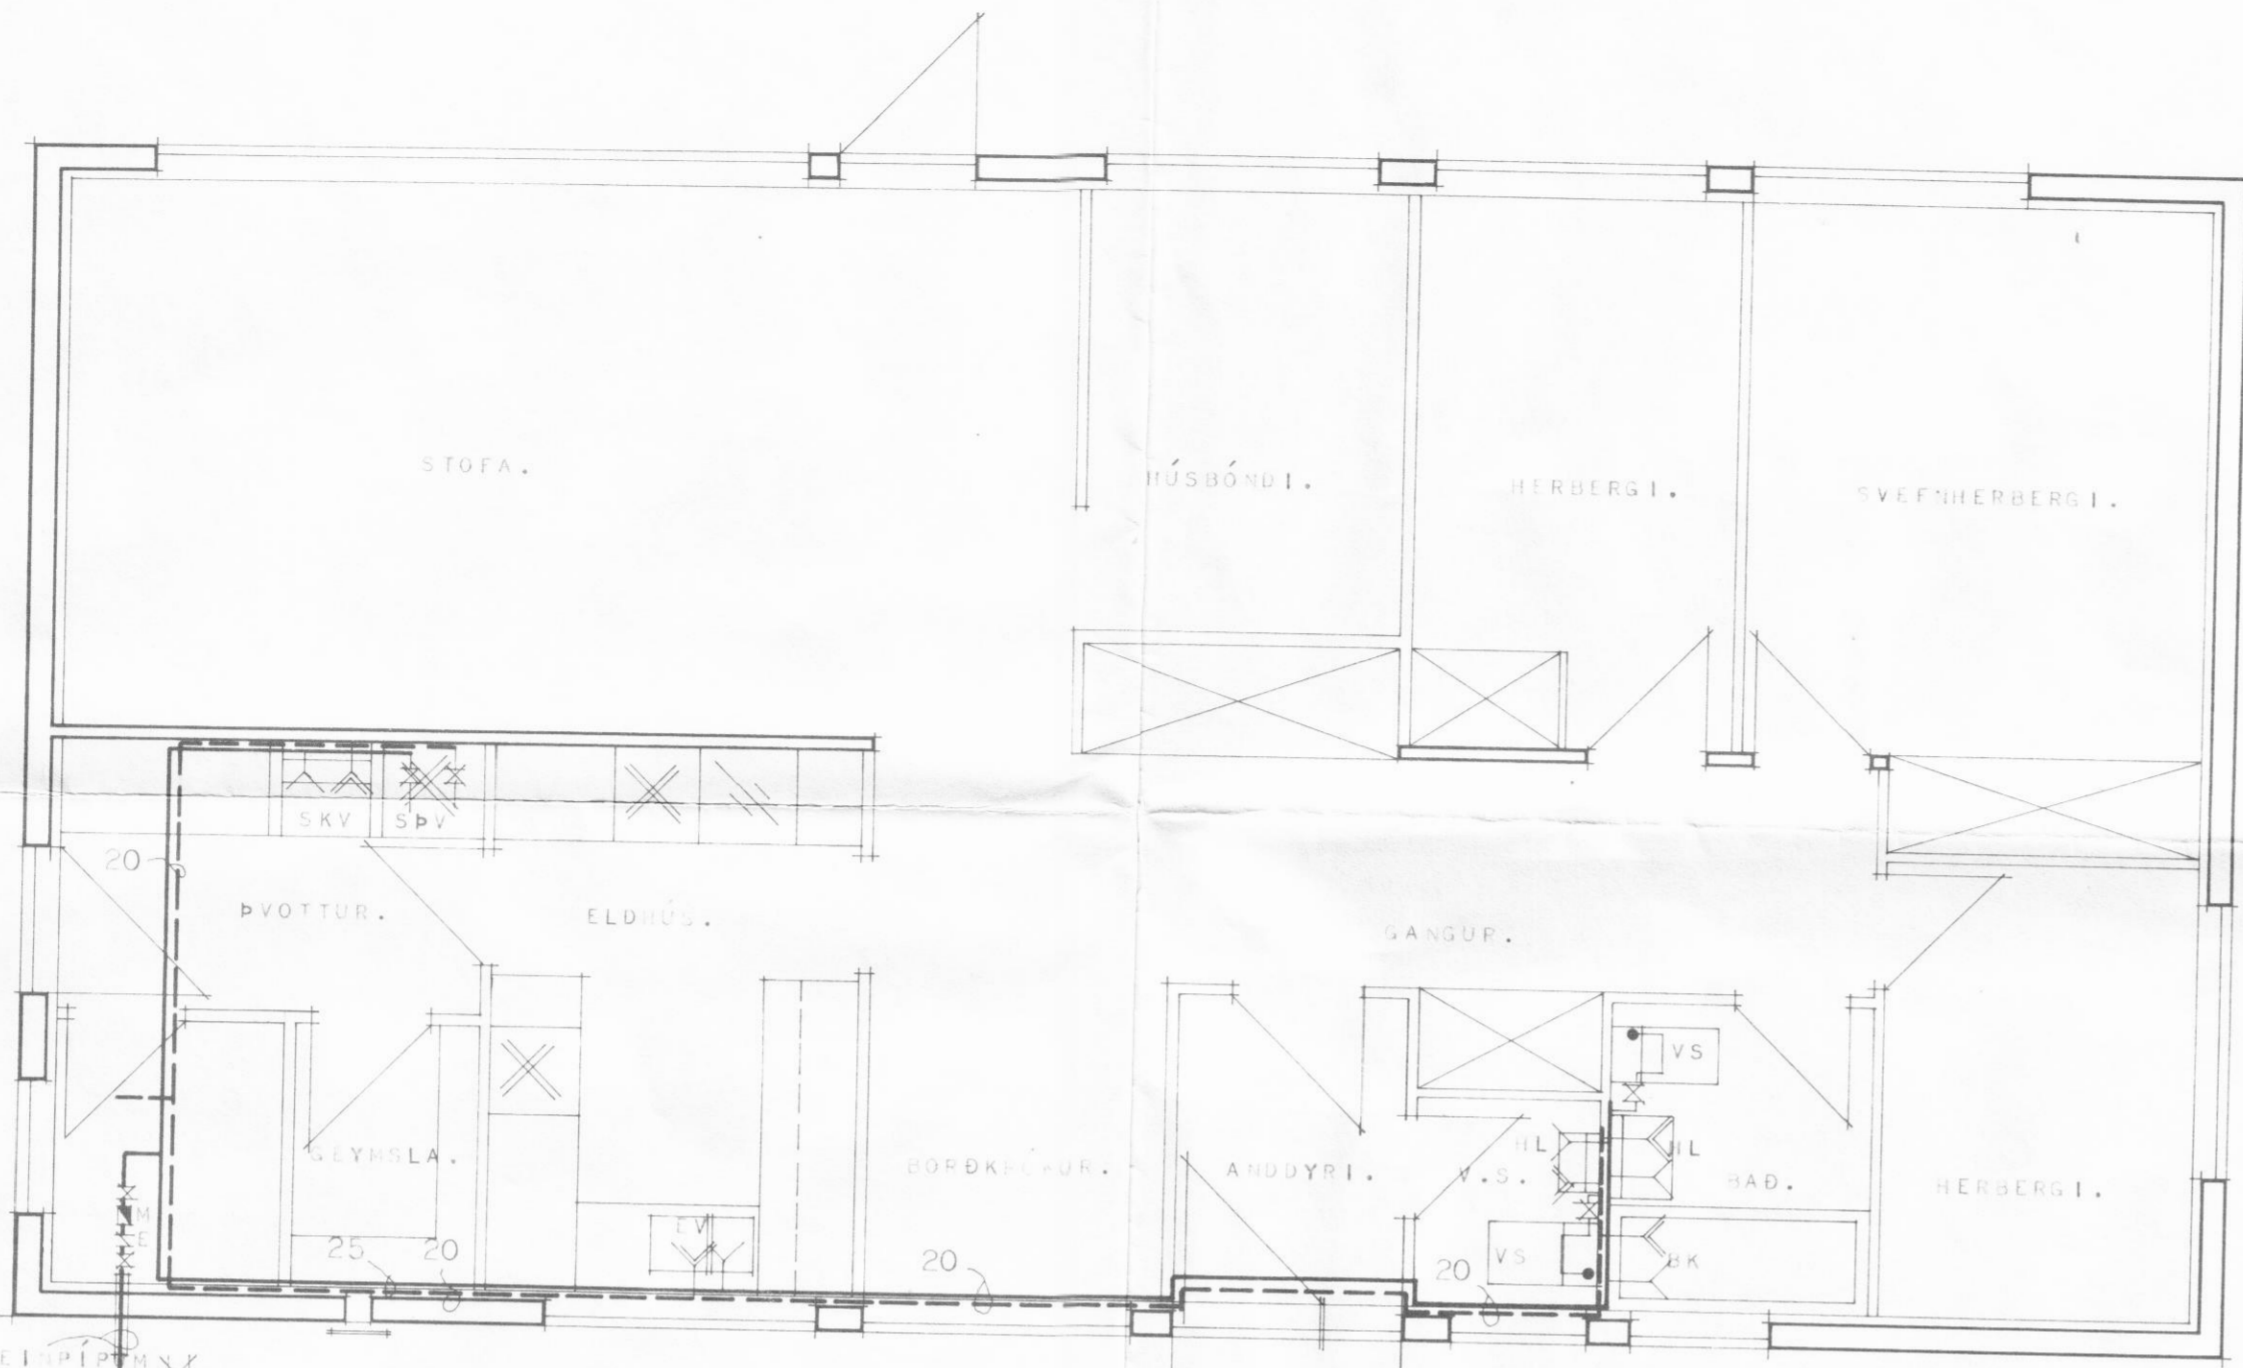 STOFA.
HÚSBÓNDI.
HERBERGI.
SVEFNHERBERGI.
SKV
SÞV
20
ÞVOTTUR.
ELDHÚS.
GANGUR.
VS
GEYMSLA.
BORÐKRÓKUR.
ANDDYRI.
HL
V.S.
HL
BAÐ.
HERBERGI.
M
E
25
20
EV
20
20
VS
BK